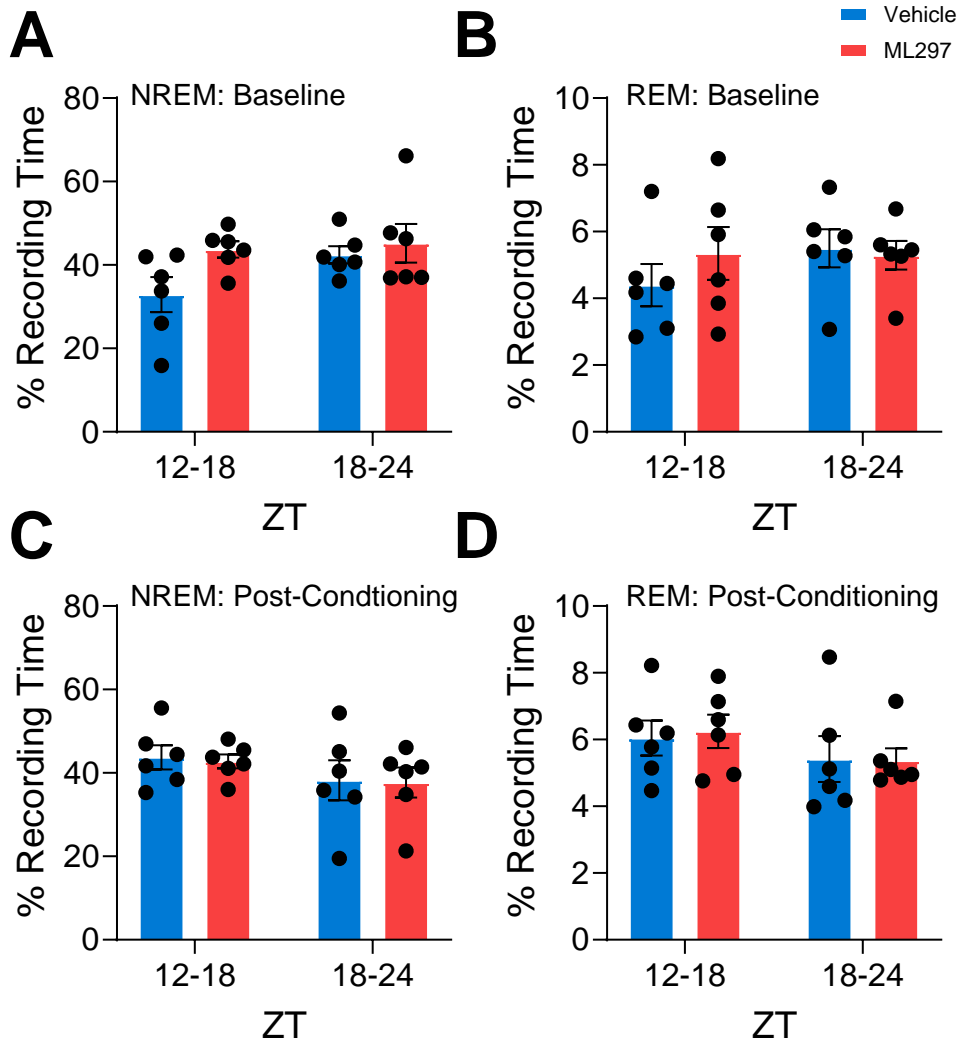 Vehicle
ML297
A
NREM: Baseline
% Recording Time
80
60
40
20
0
12-18
18-24
ZT
B
REM: Baseline
% Recording Time
10
8
6
4
2
0
12-18
18-24
ZT
C
NREM: Post-Condtioning
% Recording Time
80
60
40
20
0
12-18
18-24
ZT
D
REM: Post-Conditioning
% Recording Time
10
8
6
4
2
0
12-18
18-24
ZT